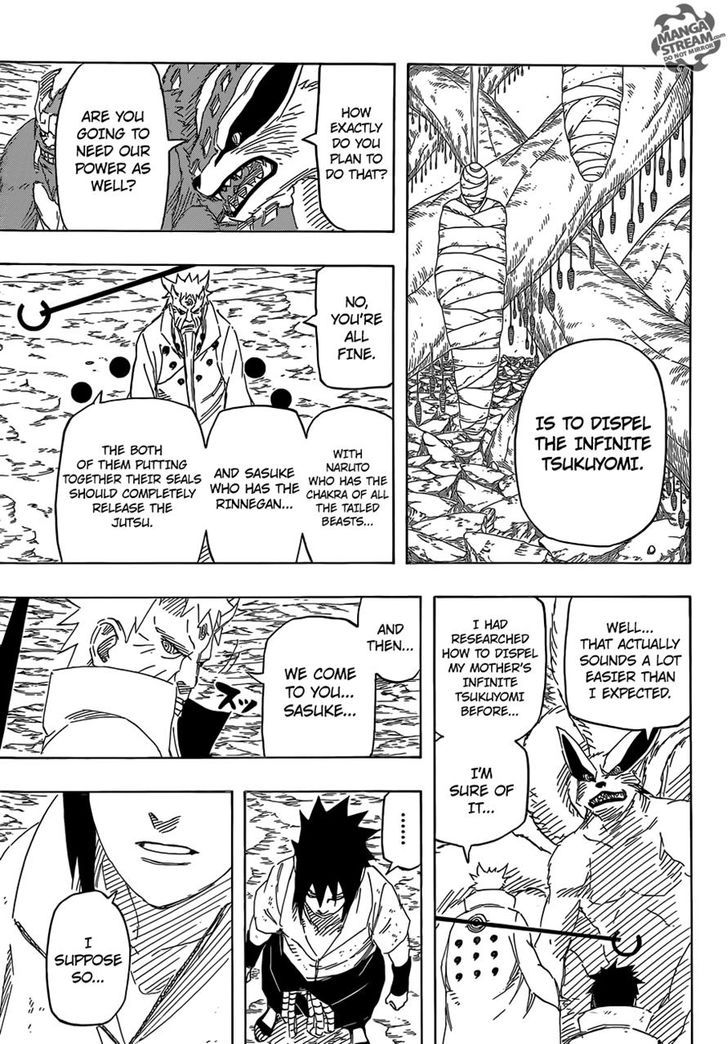 MANGA
STREAM.com
DO NOT MIRROR
IS TO DISPEL
THE INFINITE
TSUKUYOMI.
HOW
EXACTLY
DO YOU
PLAN TO
DO THAT?
ARE YOU
GOING TO
NEED OUR
POWER AS
WELL?
NO,
YOU'RE
ALL
FINE.
WITH
NARUTO
WHO HAS THE
CHAKRA OF ALL
THE TAILED
BEASTS...
AND SASUKE
WHO HAS THE
RINNEGAN...
THE BOTH
OF THEM PUTTING
TOGETHER THEIR SEALS
SHOULD COMPLETELY
RELEASE THE
JUTSU.
WELL...
THAT ACTUALLY
SOUNDS A LOT
EASIER THAN
I EXPECTED.
I HAD
RESEARCHED
HOW TO DISPEL
MY MOTHER'S
INFINITE
TSUKUYOMI
BEFORE...
I'M
SURE OF
IT...
AND
THEN...
WE COME
TO YOU...
SASUKE...
ズッ
......
I
SUPPOSE
SO...